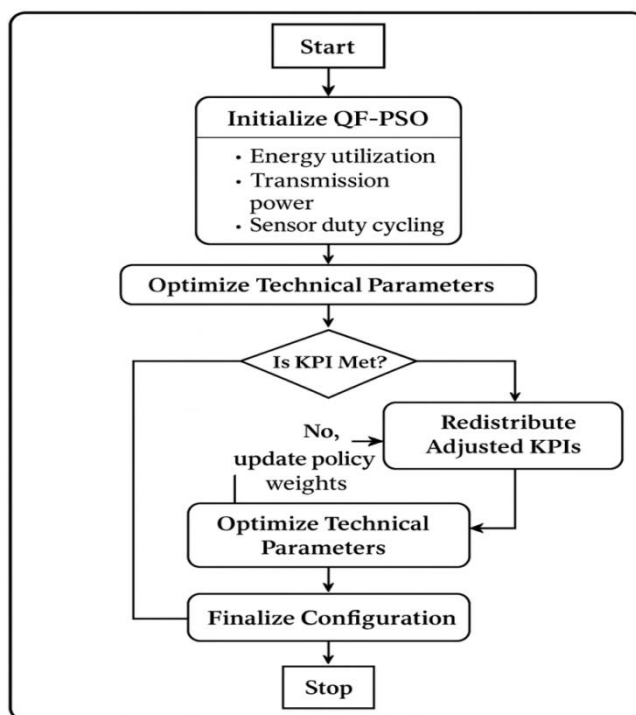 Start
Initialize QF-PSO
• Energy utilization
• Transmission
power
• Sensor duty cycling
Optimize Technical Parameters
Is KPI Met?
Redistribute
Adjusted KPIs
No,
update policy
weights
Optimize Technical
Parameters
Finalize Configuration
Stop